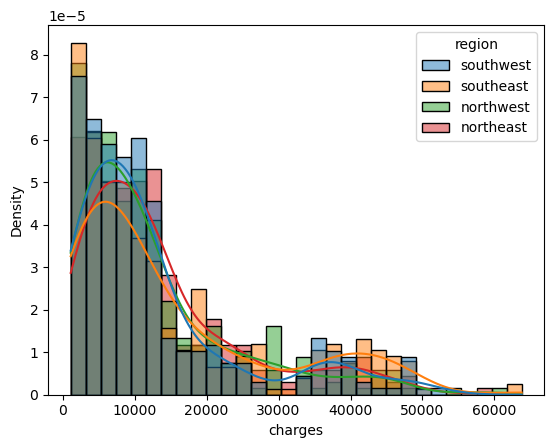 1e−5
region
southwest
southeast
northwest
northeast
8
7
6
5
4
3
2
1
0
Density
0 10000 20000 30000 40000 50000 60000
charges